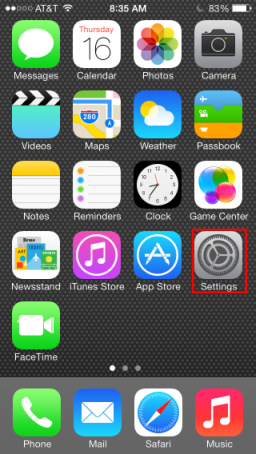 AT&T 8:35 AM 83%
Thursday
16
Messages Calendar Photos Camera
280
Videos Maps Weather Passbook
Notes Reminders Clock Game Center
Newsstand iTunes Store App Store Settings
FaceTime
Phone Mail Safari Music